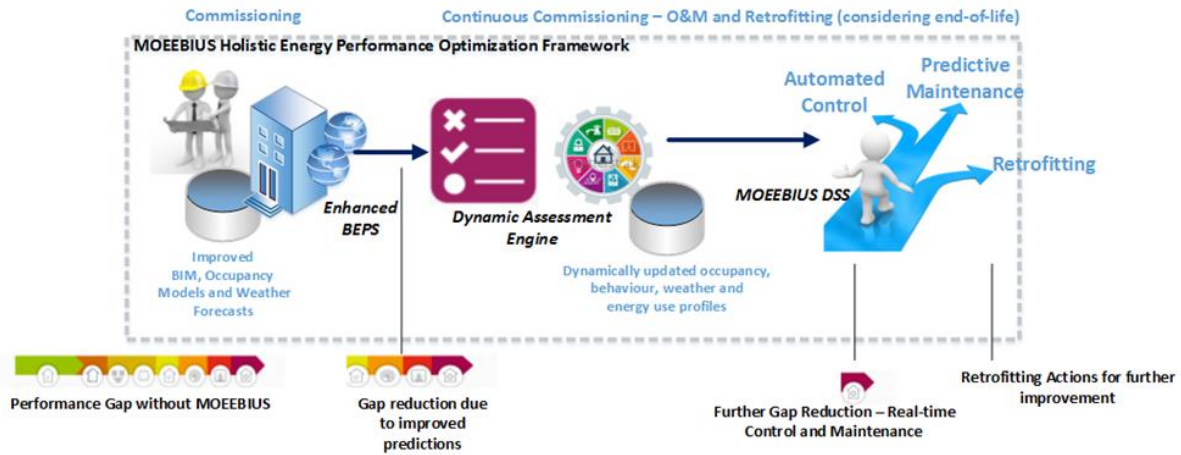 Commissioning
Continuous Commissioning – O&M and Retrofitting (considering end-of-life)
MOEEBIUS Holistic Energy Performance Optimization Framework
Automated
Control
Predictive
Maintenance
Retrofitting
Enhanced
BEPS
Dynamic Assessment
Engine
MOEEBIUS DSS
Improved
BIM, Occupancy
Models and Weather
Forecasts
Dynamically updated occupancy,
behaviour, weather and
energy use profiles
Performance Gap without MOEEBIUS
Gap reduction due
to improved
predictions
Further Gap Reduction – Real-time
Control and Maintenance
Retrofitting Actions for further
improvement